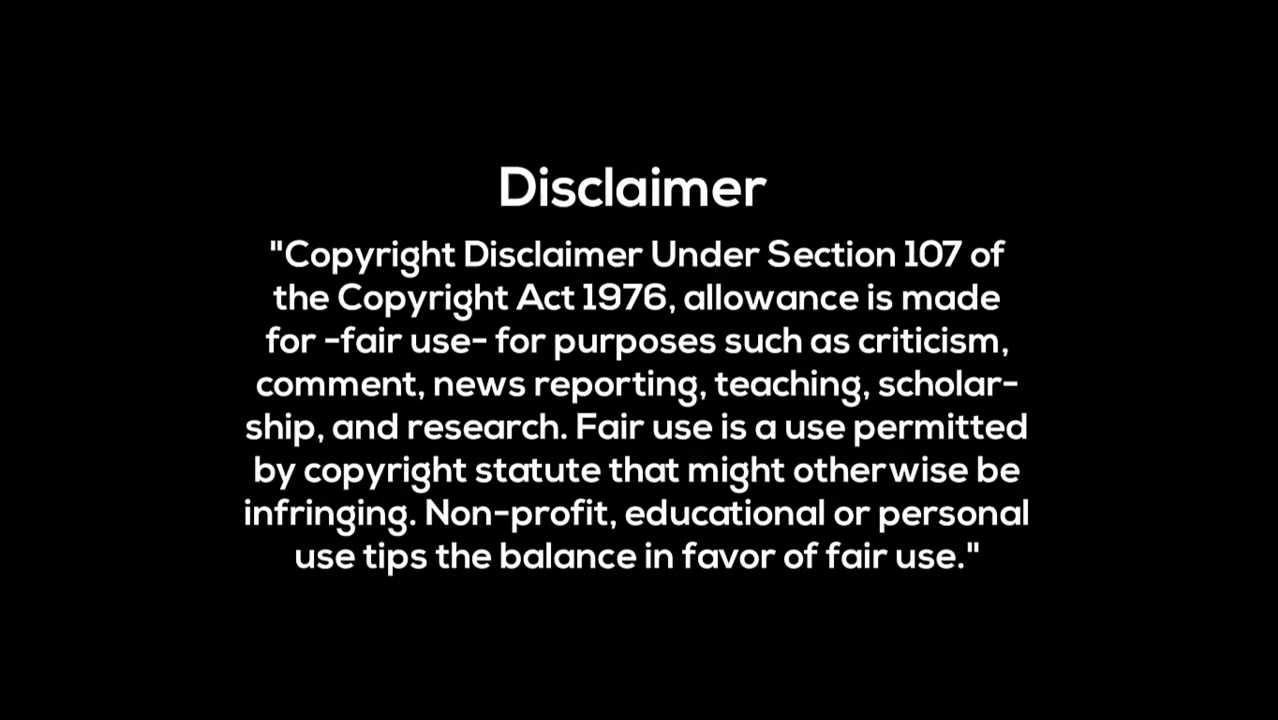 Disclaimer
"Copyright Disclaimer Under Section 107 of
the Copyright Act 1976, allowance is made
for -fair use- for purposes such as criticism,
comment, news reporting, teaching, scholar-
ship, and research. Fair use is a use permitted
by copyright statute that might otherwise be
infringing. Non-profit, educational or personal
use tips the balance in favor of fair use."